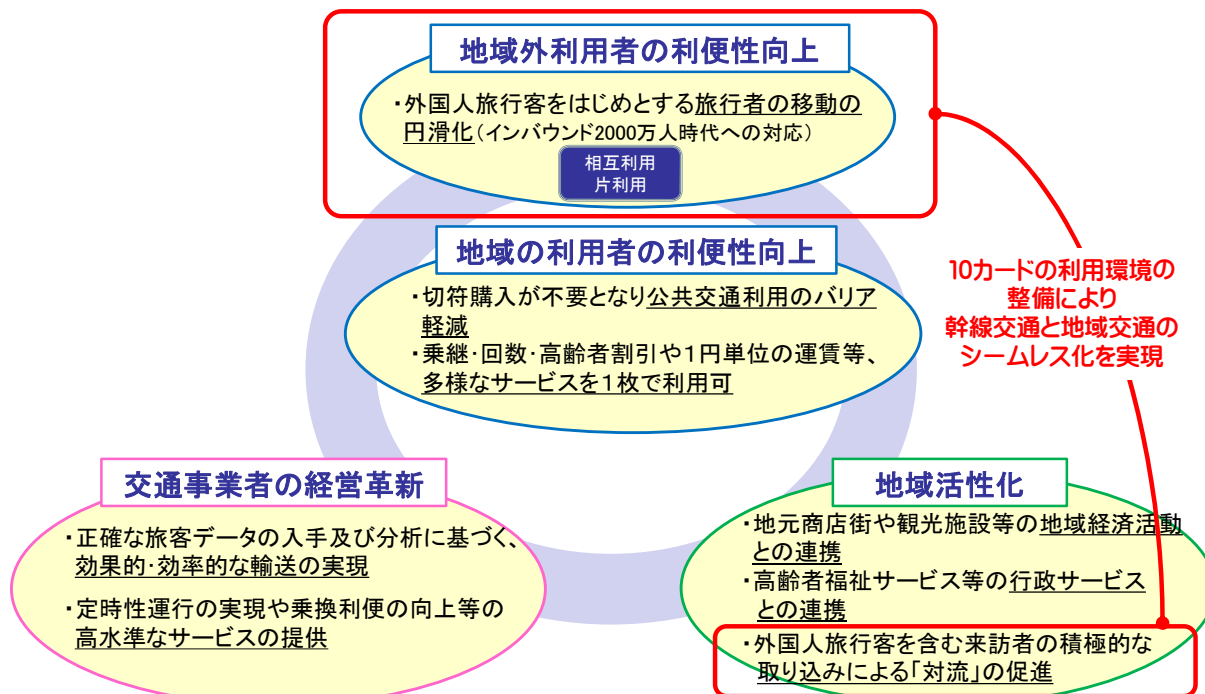 地域外利用者の利便性向上
・外国人旅行客をはじめとする旅行者の移動の
円滑化（インバウンド2000万人時代への対応）
相互利用
片利用
地域の利用者の利便性向上
・切符購入が不要となり公共交通利用のバリア
軽減
・乗継・回数・高齢者割引や１円単位の運賃等、
多様なサービスを１枚で利用可
10カードの利用環境の
整備により
幹線交通と地域交通の
シームレス化を実現
交通事業者の経営革新
・正確な旅客データの入手及び分析に基づく、
効果的・効率的な輸送の実現
・定時性運行の実現や乗換利便の向上等の
高水準なサービスの提供
地域活性化
・地元商店街や観光施設等の地域経済活動
との連携
・高齢者福祉サービス等の行政サービス
との連携
・外国人旅行客を含む来訪者の積極的な
取り込みによる「対流」の促進